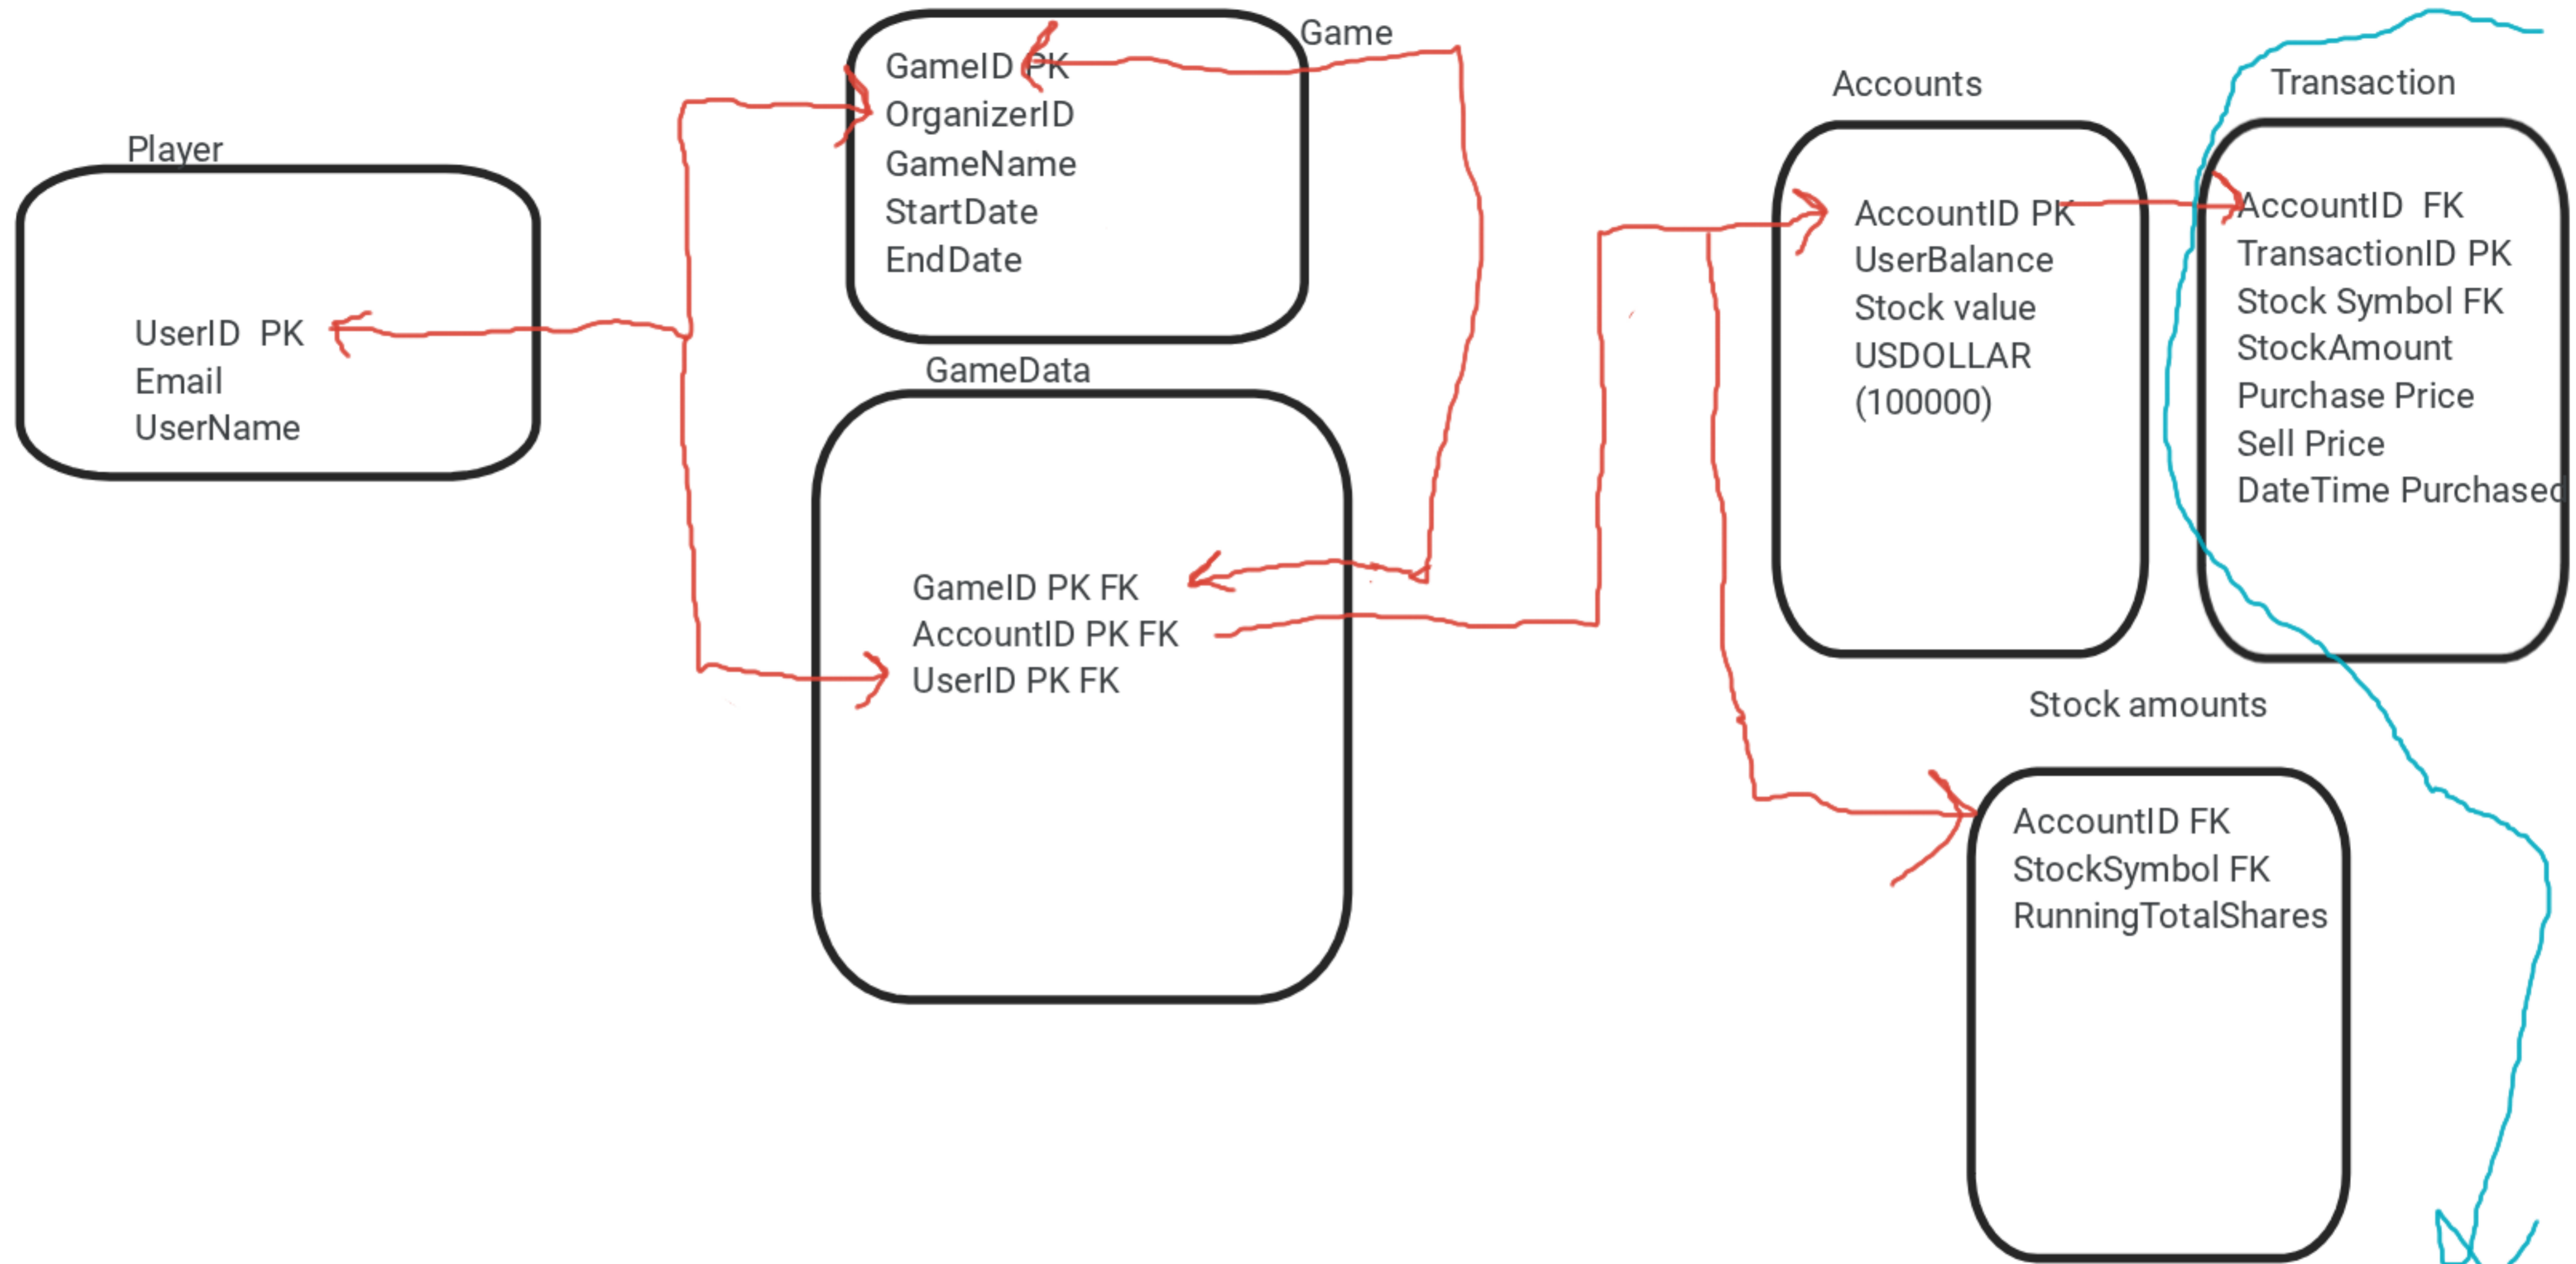 Player
UserID  PK
Email
UserName
Game
GameID PK
OrganizerID
GameName
StartDate
EndDate
GameData
GameID PK FK
AccountID PK FK
UserID PK FK
Accounts
AccountID PK
UserBalance
Stock value
USDOLLAR
(100000)
Transaction
AccountID  FK
TransactionID PK
Stock Symbol FK
StockAmount
Purchase Price
Sell Price
DateTime Purchased
Stock amounts
AccountID FK
StockSymbol FK
RunningTotalShares